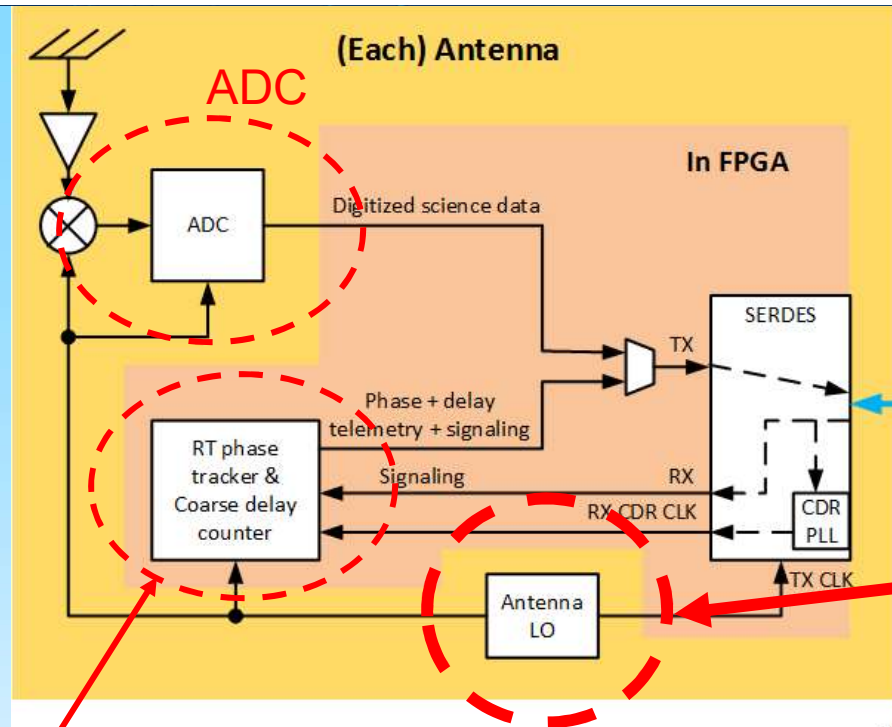 (Each) Antenna
ADC
In FPGA
ADC
Digitized science data
SERDES
TX
Phase + delay
telemetry + signaling
RT phase
tracker &
Coarse delay
counter
Signaling
RX
RX CDR CLK
CDR
PLL
TX CLK
Antenna
LO